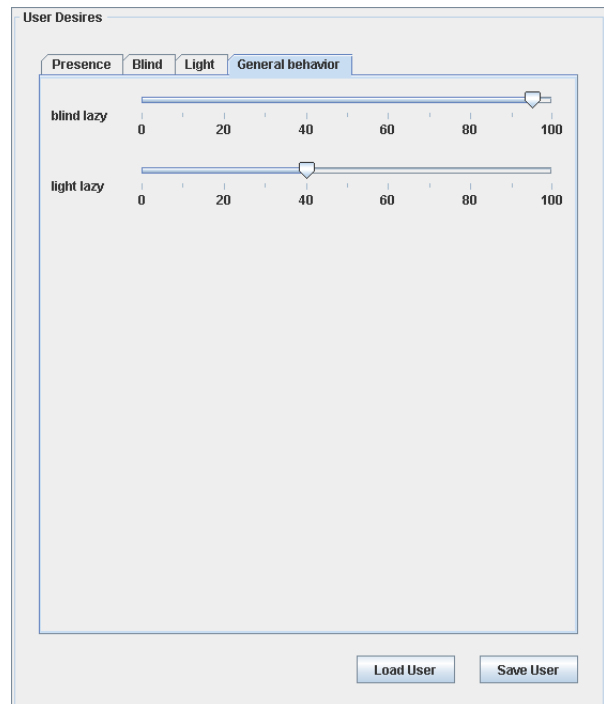 User Desires
Presence Blind Light General behavior
blind lazy
0 20 40 60 80 100
light lazy
0 20 40 60 80 100
Load User Save User